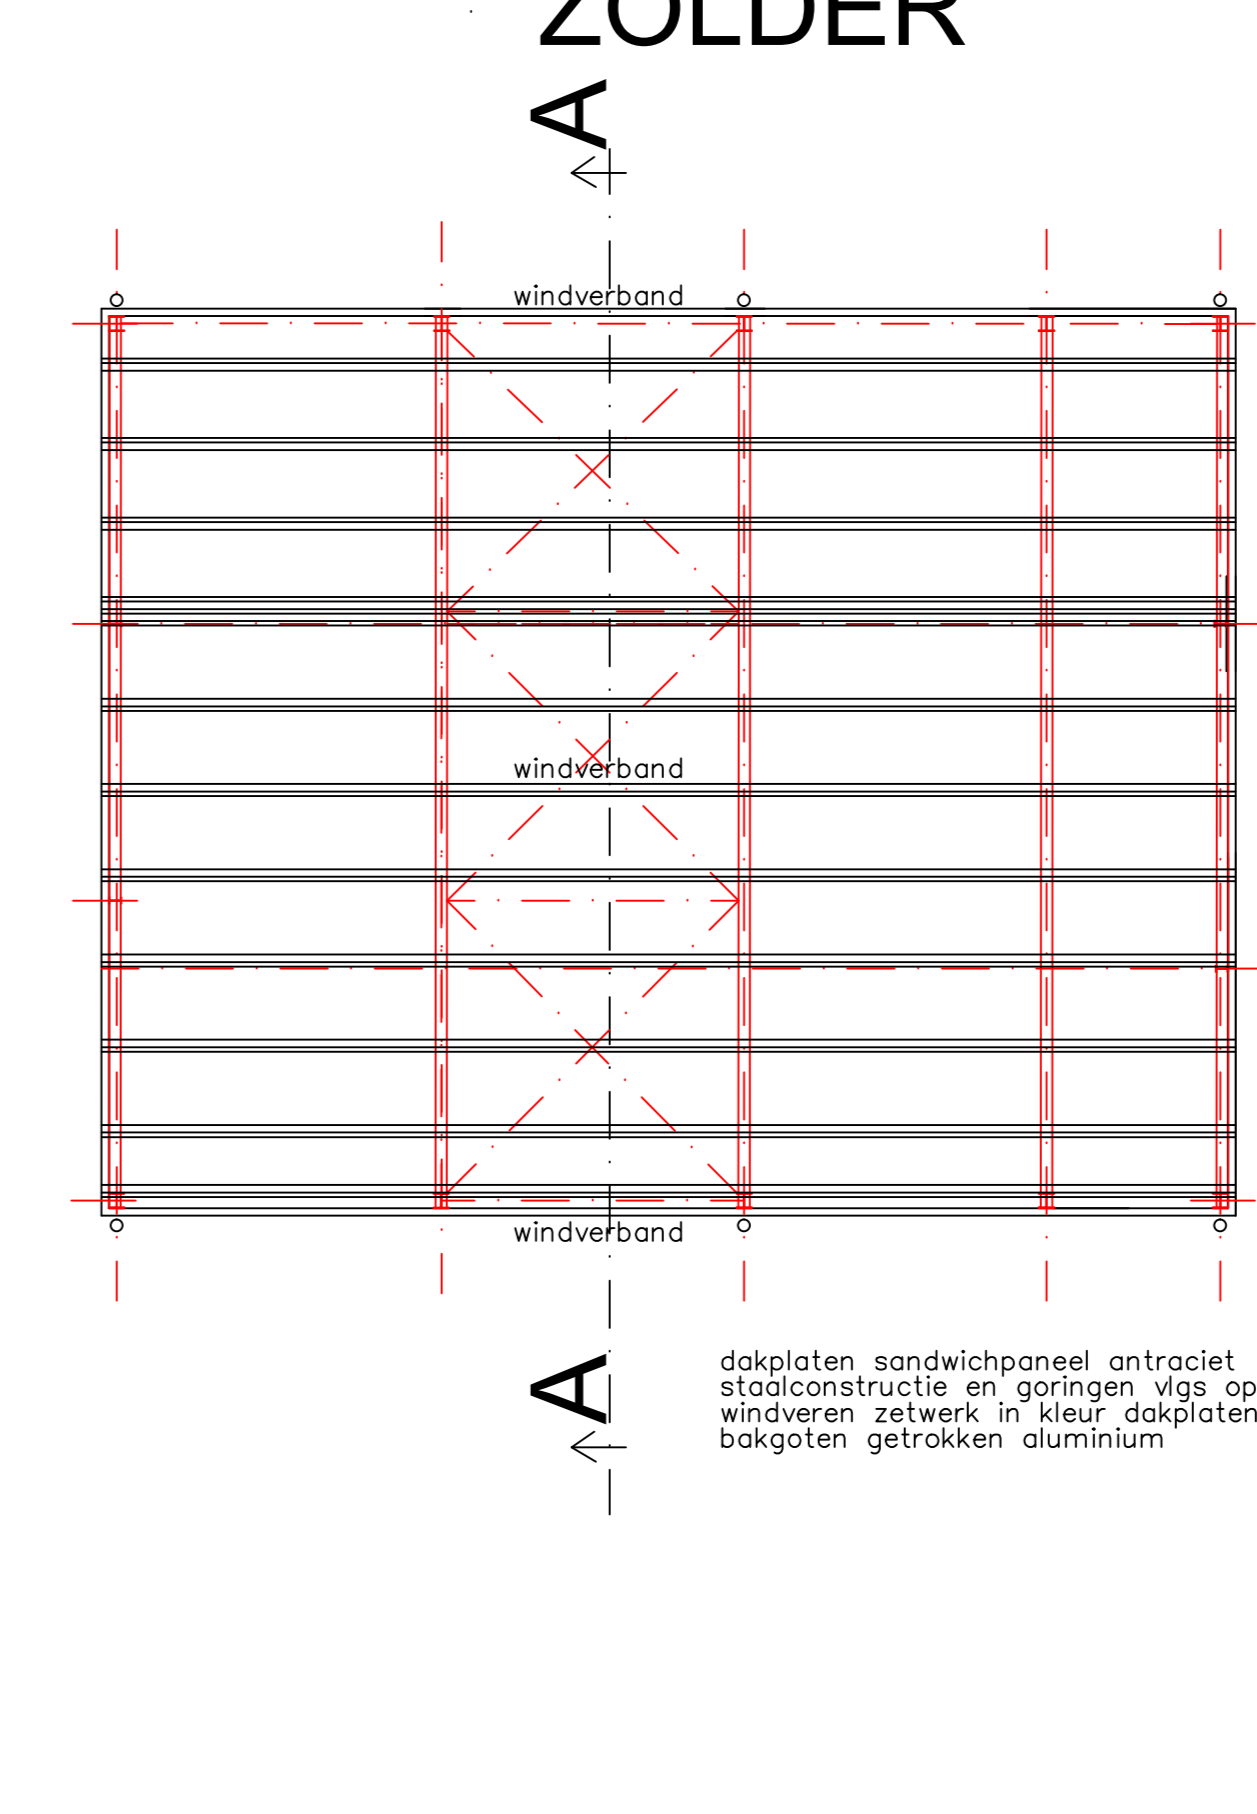 ZOLDER
A
windverband
windverband
windverband
A
dakplaten sandwichpaneel antraciet
staalconstructie en goringen vlgs op
windveren zetwerk in kleur dakplaten
bakgoten getrokken aluminium